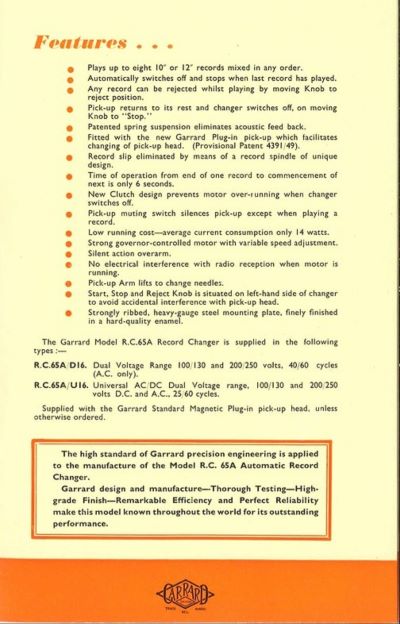 Features . . .
Plays up to eight 10" or 12" records mixed in any order.
Automatically switches off and stops when last record has played.
Any record can be rejected whilst playing by moving Knob to
reject position.
Pick-up returns to its rest and changer switches off, on moving
Knob to "Stop."
Patented spring suspension eliminates acoustic feed back.
Fitted with the new Garrard Plug-in pick-up which facilitates
changing of pick-up head. (Provisional Patent 4391/49).
Record slip eliminated by means of a record spindle of unique
design.
Time of operation from end of one record to commencement of
next is only 6 seconds.
New Clutch design prevents motor over-running when changer
switches off.
Pick-up muting switch silences pick-up except when playing a
record.
Low running cost—average current consumption only 14 watts.
Strong governor-controlled motor with variable speed adjustment.
Silent action overarm.
No electrical interference with radio reception when motor is
running.
Pick-up Arm lifts to change needles.
Start, Stop and Reject Knob is situated on left-hand side of changer
to avoid accidental interference with pick-up head.
Strongly ribbed, heavy-gauge steel mounting plate, finely finished
in a hard-quality enamel.
The Garrard Model R.C.65A Record Changer is supplied in the following
types :—
R.C.65A/D16. Dual Voltage Range 100/130 and 200/250 volts, 40/60 cycles
(A.C. only).
R.C.65A/U16. Universal AC/DC Dual Voltage range, 100/130 and 200/250
volts D.C. and A.C., 25/60 cycles.
Supplied with the Garrard Standard Magnetic Plug-in pick-up head, unless
otherwise ordered.
The high standard of Garrard precision engineering is applied
to the manufacture of the Model R.C. 65A Automatic Record
Changer.
Garrard design and manufacture—Thorough Testing—High-
grade Finish—Remarkable Efficiency and Perfect Reliability
make this model known throughout the world for its outstanding
performance.
GARRARD